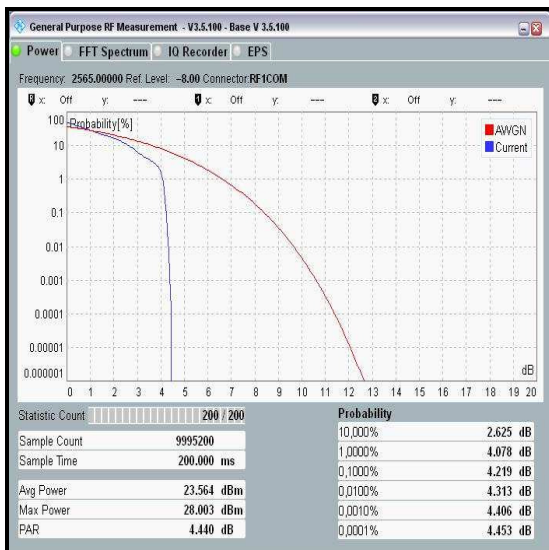 General Purpose RF Measurement - V3.5.100 - Base V 3.5.100
Power FFT Spectrum IQ Recorder EPS
Frequency: 2565.00000 Ref. Level: -8.00 Connector:RF1COM
x: Off y: --- 1 x: Off y: --- 2 x: Off y: ---
Probability[%]
AWGN
Current
100
10
1
0.1
0.01
0.001
0.0001
0.00001
0.000001
dB
0 1 2 3 4 5 6 7 8 9 10 11 12 13 14 15 16 17 18 19 20
Statistic Count 200 / 200
Sample Count 9995200
Sample Time 200.000 ms
Avg Power 23.564 dBm
Max Power 28.003 dBm
PAR 4.440 dB
Probability
10,000% 2.625 dB
1,0000% 4.078 dB
0,1000% 4.219 dB
0,0100% 4.313 dB
0,0010% 4.406 dB
0,0001% 4.453 dB